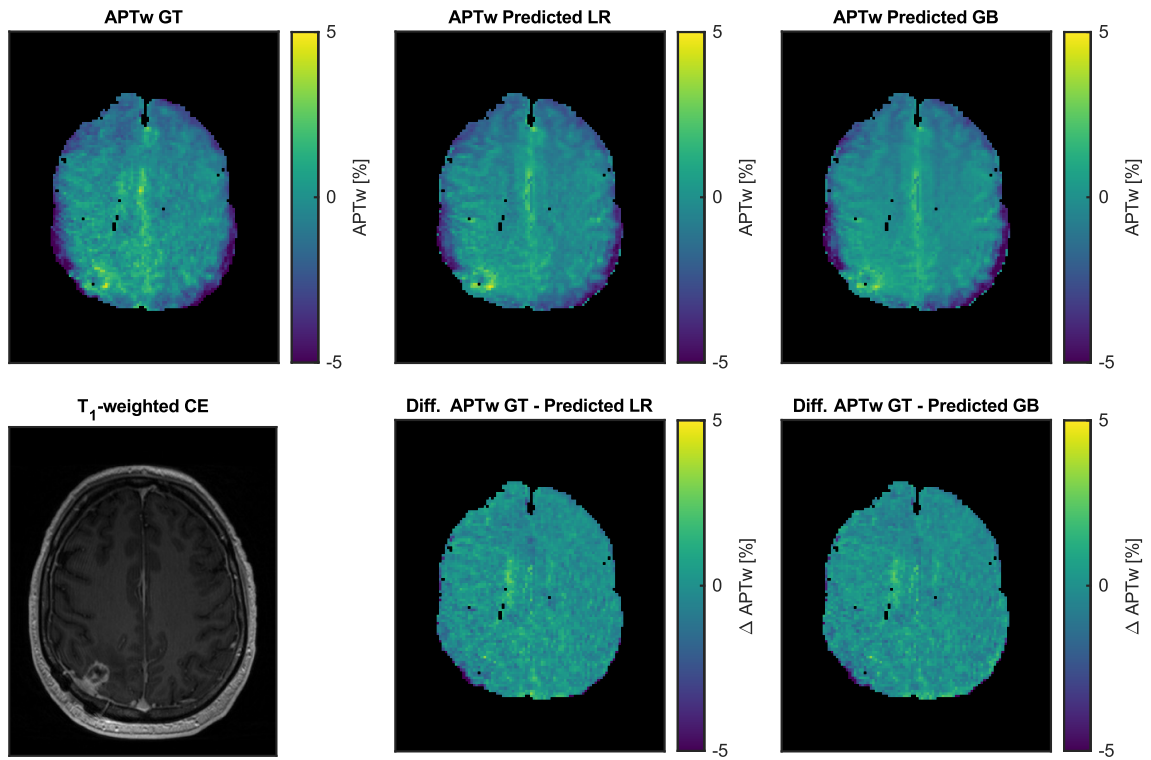 APTw GT
APTw Predicted LR
APTw Predicted GB
5
0
-5
APTw [%]
5
0
-5
APTw [%]
5
0
-5
APTw [%]
T1-weighted CE
Diff. APTw GT - Predicted LR
Diff. APTw GT - Predicted GB
5
0
-5
Δ APTw [%]
5
0
-5
Δ APTw [%]